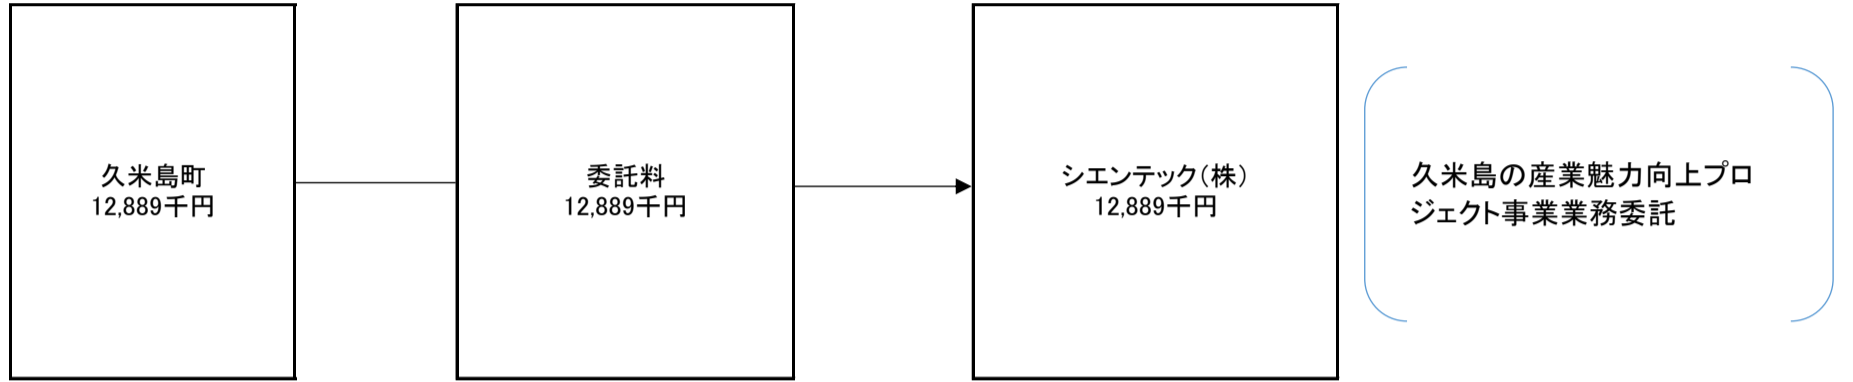 久米島町
12,889千円
委託料
12,889千円
シエンテック（株）
12,889千円
久米島の産業魅力向上プロ
ジェクト事業業務委託